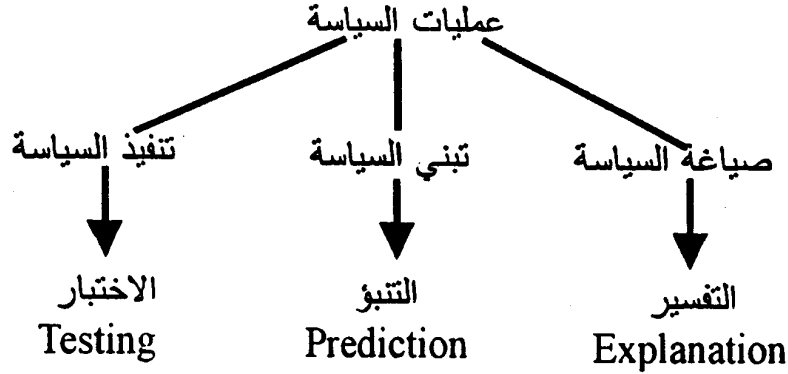 عمليات السياسة
صياغة السياسة
تبني السياسة
تنفيذ السياسة
التفسير
Explanation
التنبؤ
Prediction
الاختبار
Testing